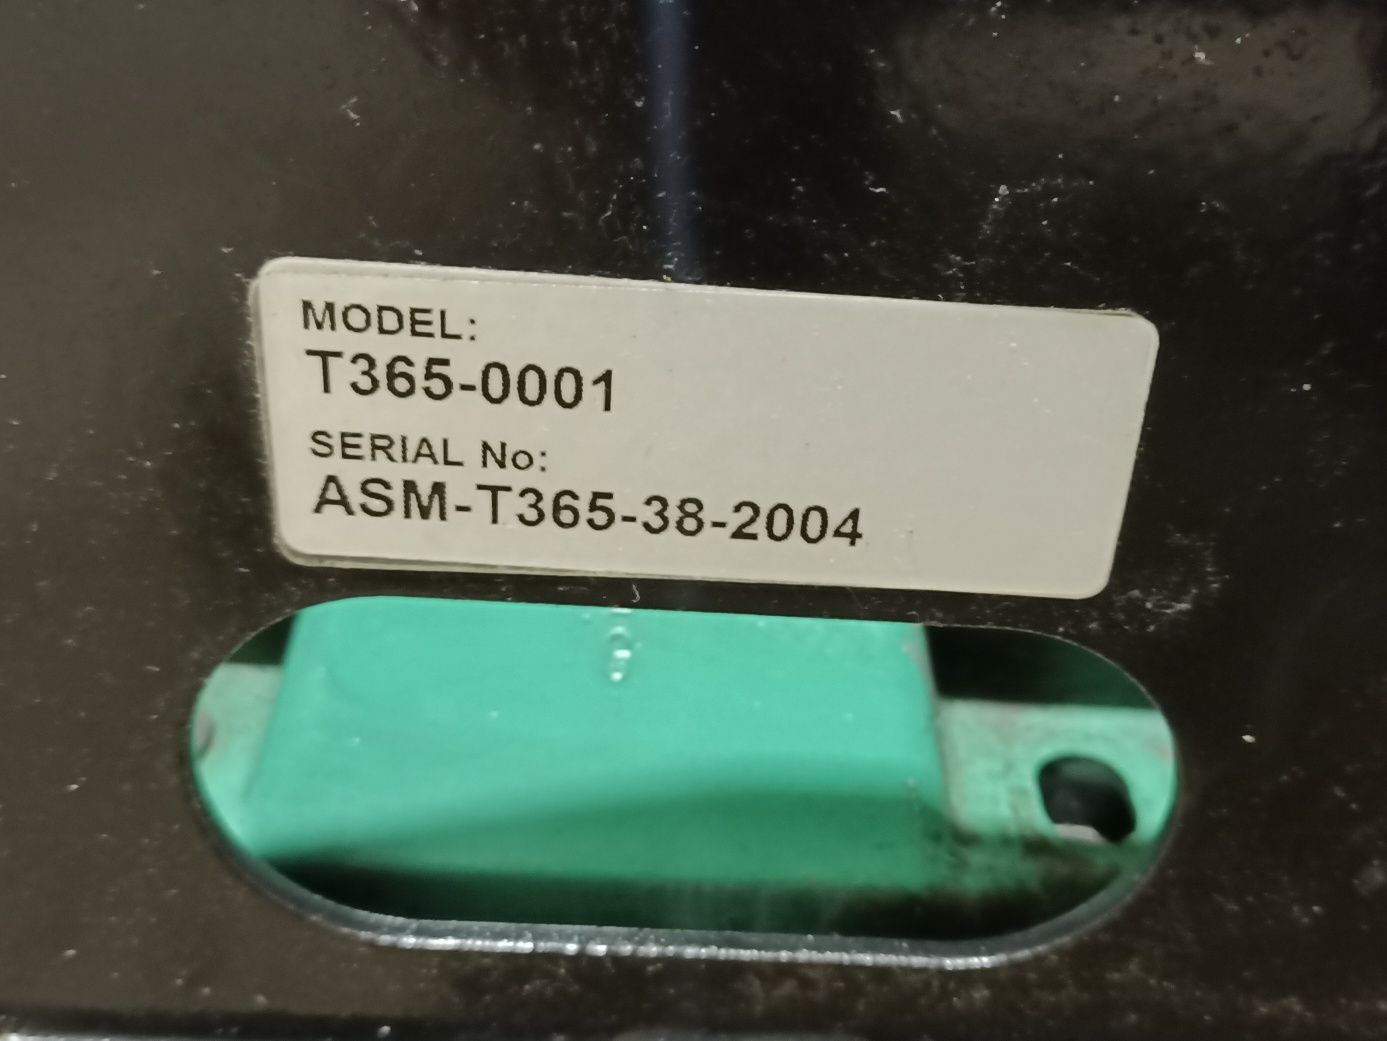 MODEL:
T365-0001
SERIAL No:
ASM-T365-38-2004